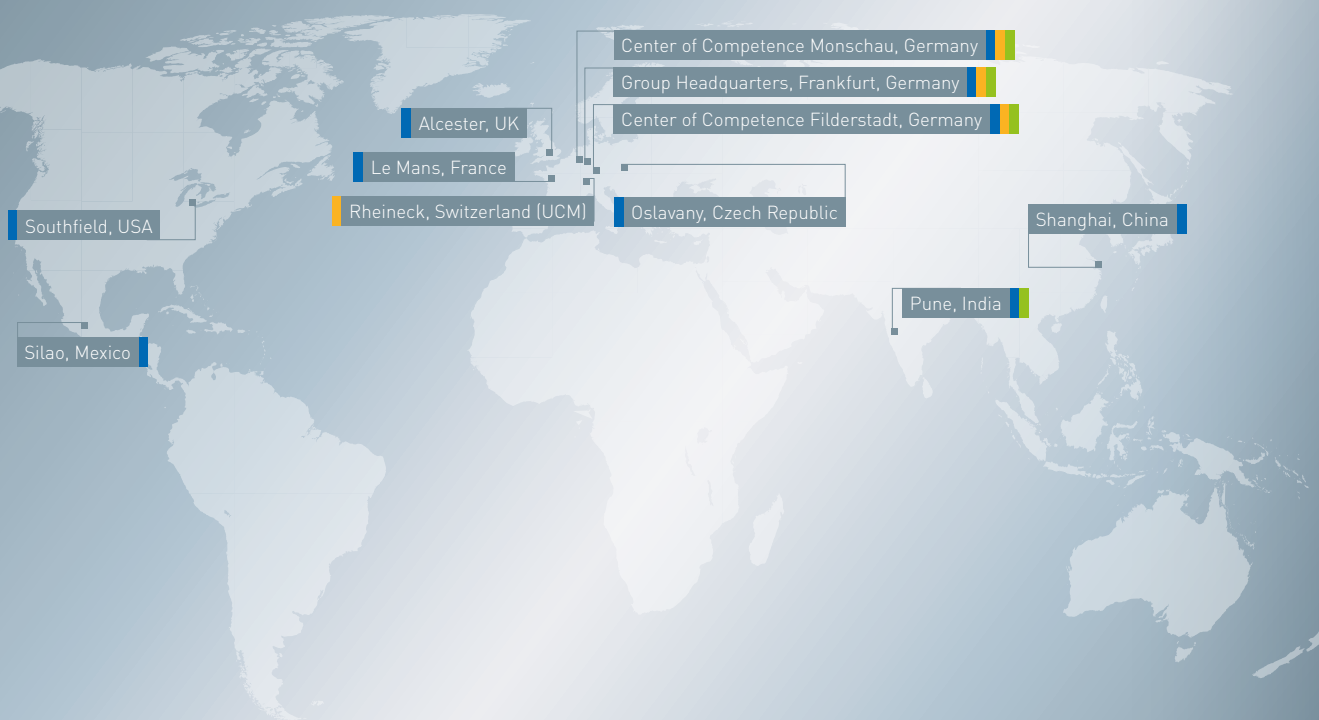 Center of Competence Monschau, Germany
Group Headquarters, Frankfurt, Germany
Center of Competence Filderstadt, Germany
Alcester, UK
Le Mans, France
Rheineck, Switzerland (UCM)
Oslavany, Czech Republic
Southfield, USA
Shanghai, China
Pune, India
Silao, Mexico